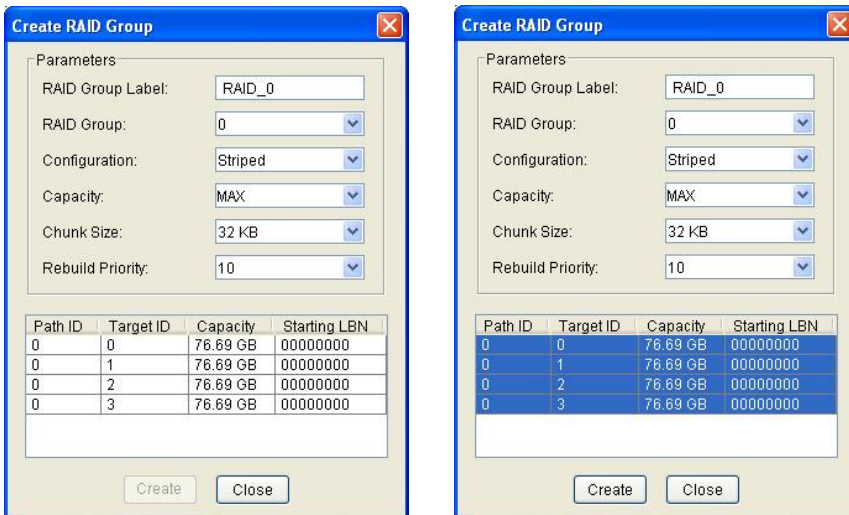 Create RAID Group
Parameters
RAID Group Label: RAID_0
RAID Group: 0
Configuration: Striped
Capacity: MAX
Chunk Size: 32 KB
Rebuild Priority: 10
Path ID Target ID Capacity Starting LBN
0 0 76.69 GB 00000000
0 1 76.69 GB 00000000
0 2 76.69 GB 00000000
0 3 76.69 GB 00000000
Create Close
Create RAID Group
Parameters
RAID Group Label: RAID_0
RAID Group: 0
Configuration: Striped
Capacity: MAX
Chunk Size: 32 KB
Rebuild Priority: 10
Path ID Target ID Capacity Starting LBN
0 0 76.69 GB 00000000
0 1 76.69 GB 00000000
0 2 76.69 GB 00000000
0 3 76.69 GB 00000000
Create Close